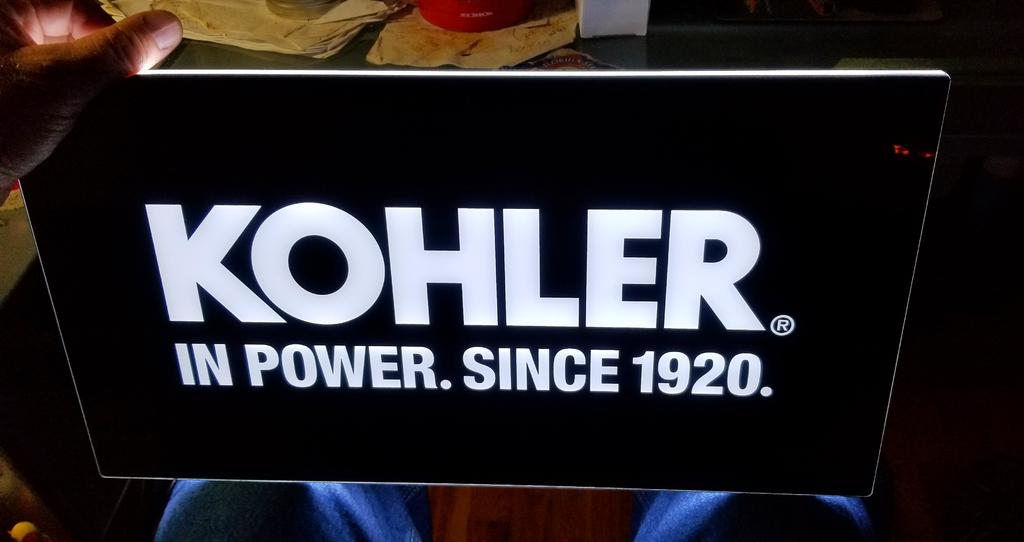 KOHLER®
IN POWER. SINCE 1920.